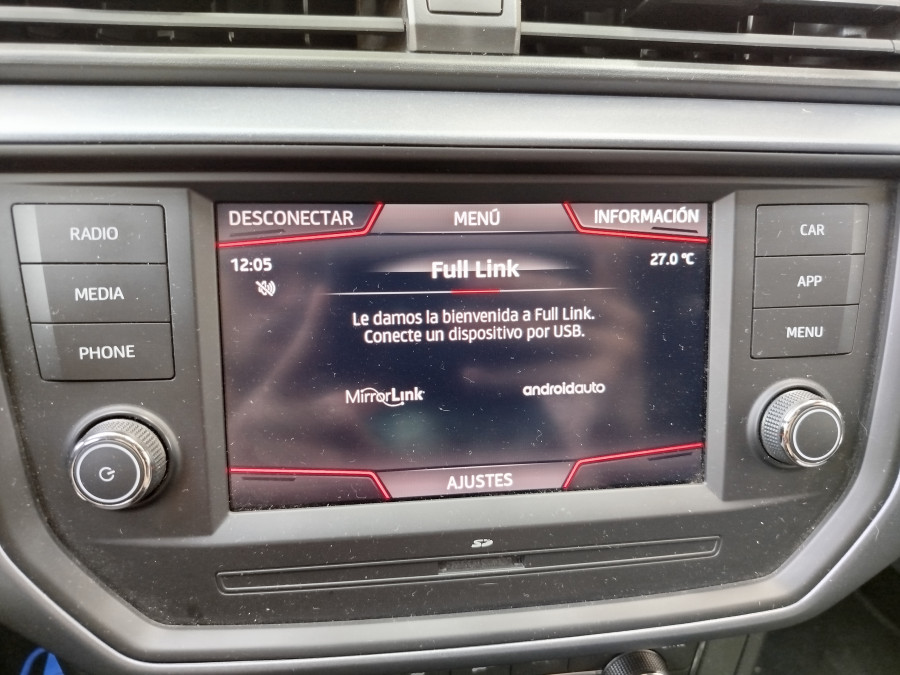 RADIO
MEDIA
PHONE
DESCONECTAR
MENÚ
INFORMACIÓN
12:05
27.0 °C
Full Link
Le damos la bienvenida a Full Link.
Conecte un dispositivo por USB.
MirrorLink
androidauto
AJUSTES
CAR
APP
MENU
SD